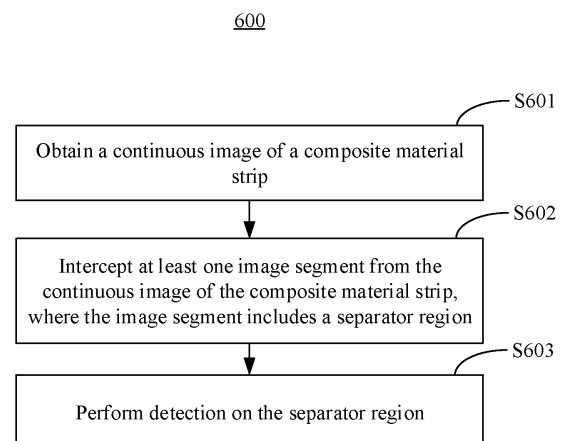 600
S601
Obtain a continuous image of a composite material
strip
S602
Intercept at least one image segment from the
continuous image of the composite material strip,
where the image segment includes a separator region
S603
Perform detection on the separator region